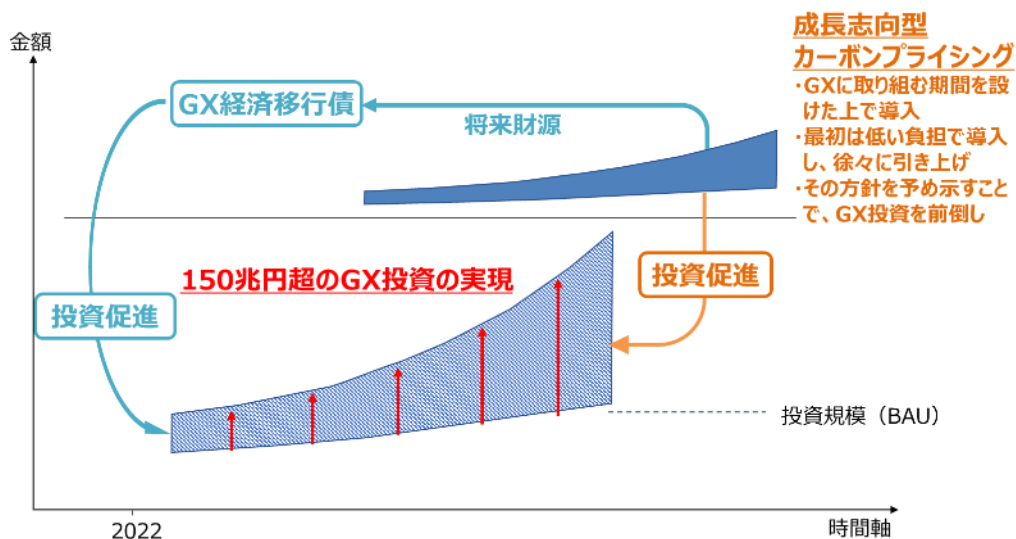 金額
成長志向型
カーボンプライシング
・GXに取り組む期間を設
けた上で導入
・最初は低い負担で導入
し、徐々に引き上げ
・その方針を予め示すこと
で、GX投資を前倒し
GX経済移行債
将来財源
150兆円超のGX投資の実現
投資促進
投資促進
投資規模（BAU）
2022
時間軸